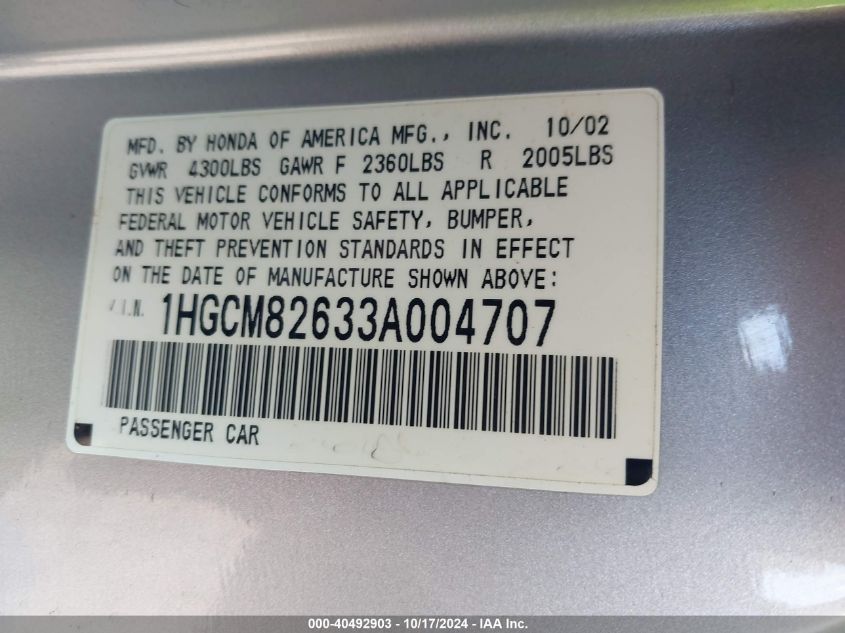 MFD. BY HONDA OF AMERICA MFG., INC. 10/02
GVWR 4300LBS GAWR F 2360LBS R 2005LBS
THIS VEHICLE CONFORMS TO ALL APPLICABLE
FEDERAL MOTOR VEHICLE SAFETY, BUMPER,
AND THEFT PREVENTION STANDARDS IN EFFECT
ON THE DATE OF MANUFACTURE SHOWN ABOVE:
V.I.N. 1HGCM82633A004707
PASSENGER CAR
000-40492903 - 10/17/2024 - IAA Inc.